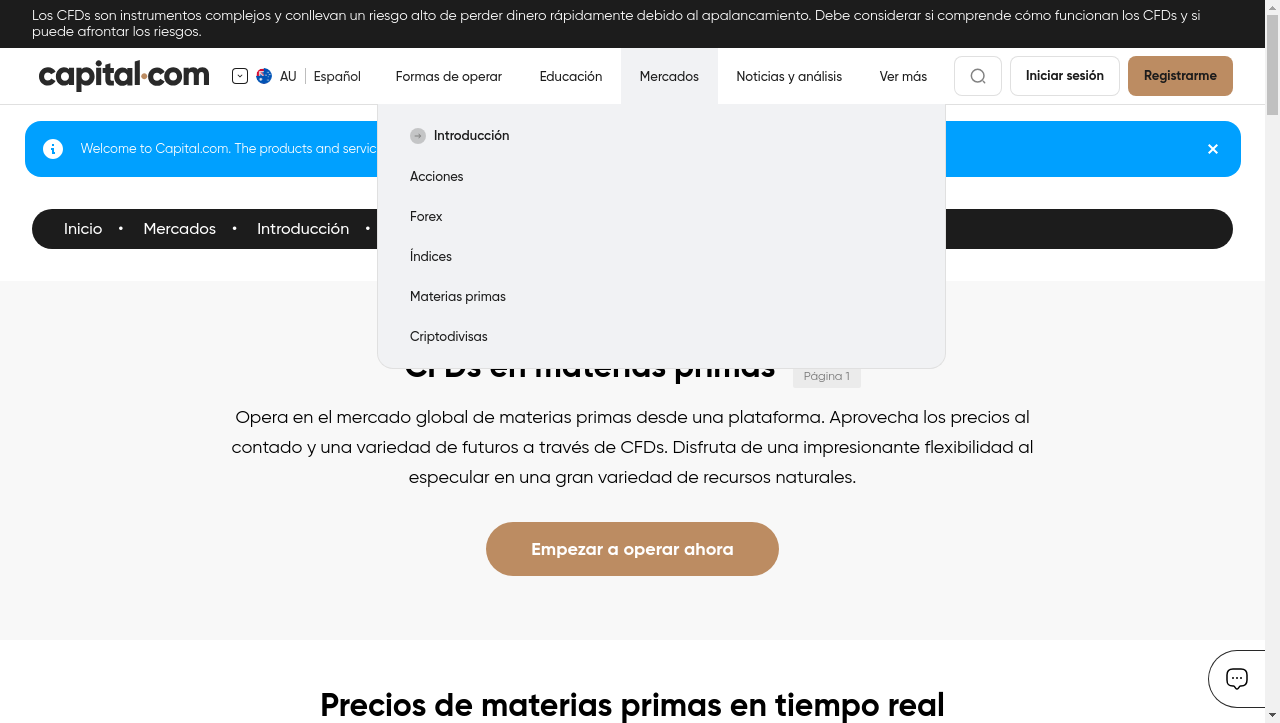 Los CFDs son instrumentos complejos y conllevan un riesgo alto de perder dinero rápidamente debido al apalancamiento. Debe considerar si comprende cómo funcionan los CFDs y si
puede afrontar los riesgos.
capital.com
AU
Español
Formas de operar
Educación
Mercados
Noticias y análisis
Ver más
Iniciar sesión
Registrarme
Introducción
Acciones
Forex
Índices
Materias primas
Criptodivisas
Welcome to Capital.com. The products and servic
Inicio • Mercados • Introducción •
CFDs en materias primas
Página 1
Opera en el mercado global de materias primas desde una plataforma. Aprovecha los precios al
contado y una variedad de futuros a través de CFDs. Disfruta de una impresionante flexibilidad al
especular en una gran variedad de recursos naturales.
Empezar a operar ahora
Precios de materias primas en tiempo real